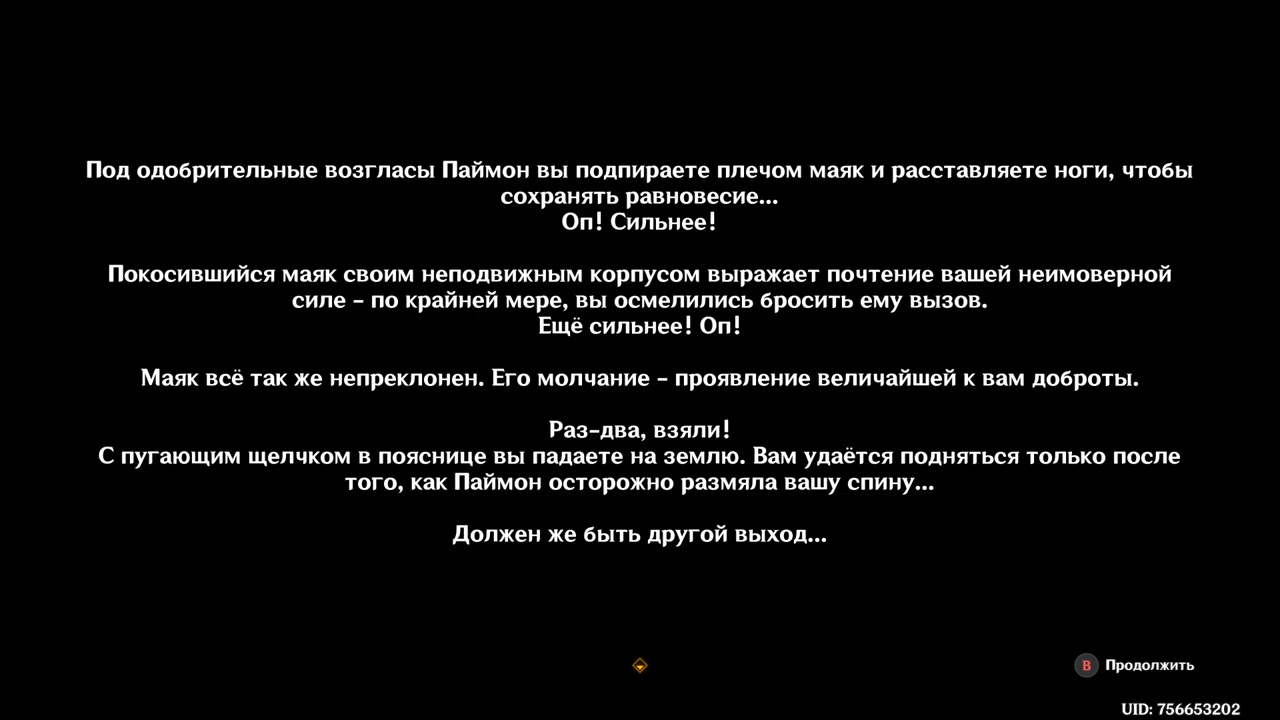 Под одобрительные возгласы Паймон вы подпираете плечом маяк и расставляете ноги, чтобы
сохранять равновесие...
Оп! Сильнее!
Покосившийся маяк своим неподвижным корпусом выражает почтение вашей неимоверной
силе – по крайней мере, вы осмелились бросить ему вызов.
Ещё сильнее! Оп!
Маяк всё так же непреклонен. Его молчание – проявление величайшей к вам доброты.
Раз-два, взяли!
С пугающим щелчком в пояснице вы падаете на землю. Вам удаётся подняться только после
того, как Паймон осторожно размяла вашу спину...
Должен же быть другой выход...
B Продолжить
UID: 756653202